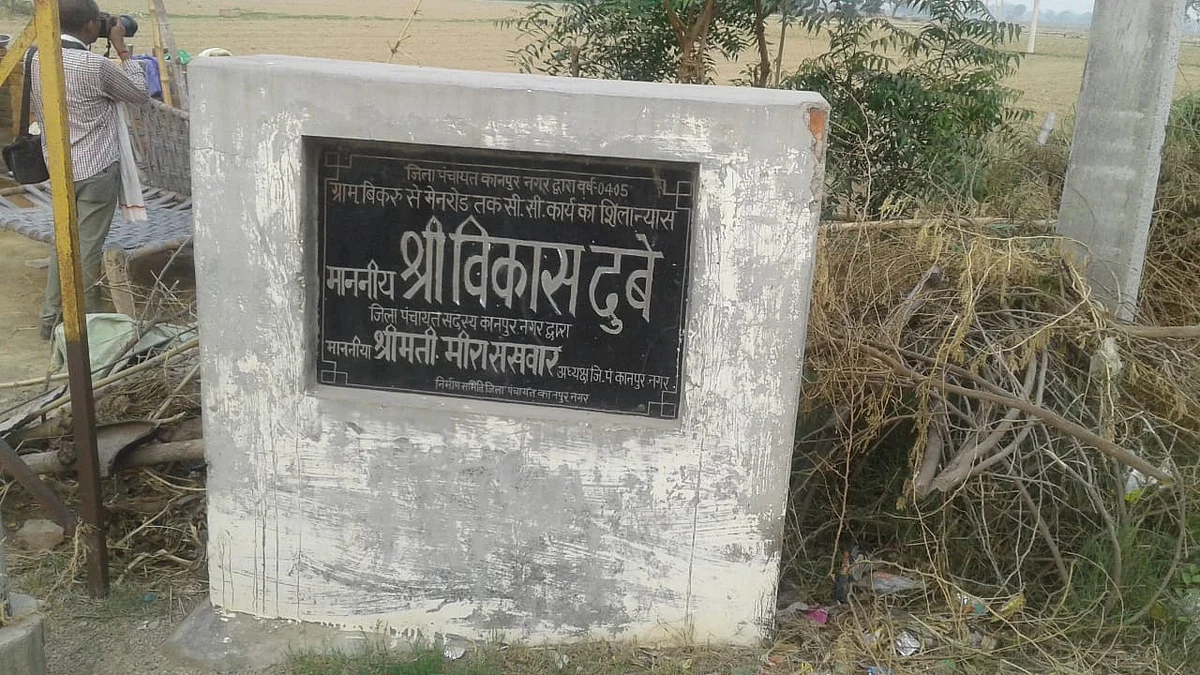 जिला पंचायत कानपुर नगर द्वारा वर्ष-0405
ग्राम बिकरु से मेनरोड तक सी. सी. कार्य का शिलान्यास
माननीय श्री विकास दुबे
जिला पंचायत सदस्य कानपुर नगर द्वारा
माननीया श्रीमती. मीरा संखवार अध्यक्ष जि.पं कानपुर नगर.
निर्माण समिति जिला पंचायत कानपुर नगर